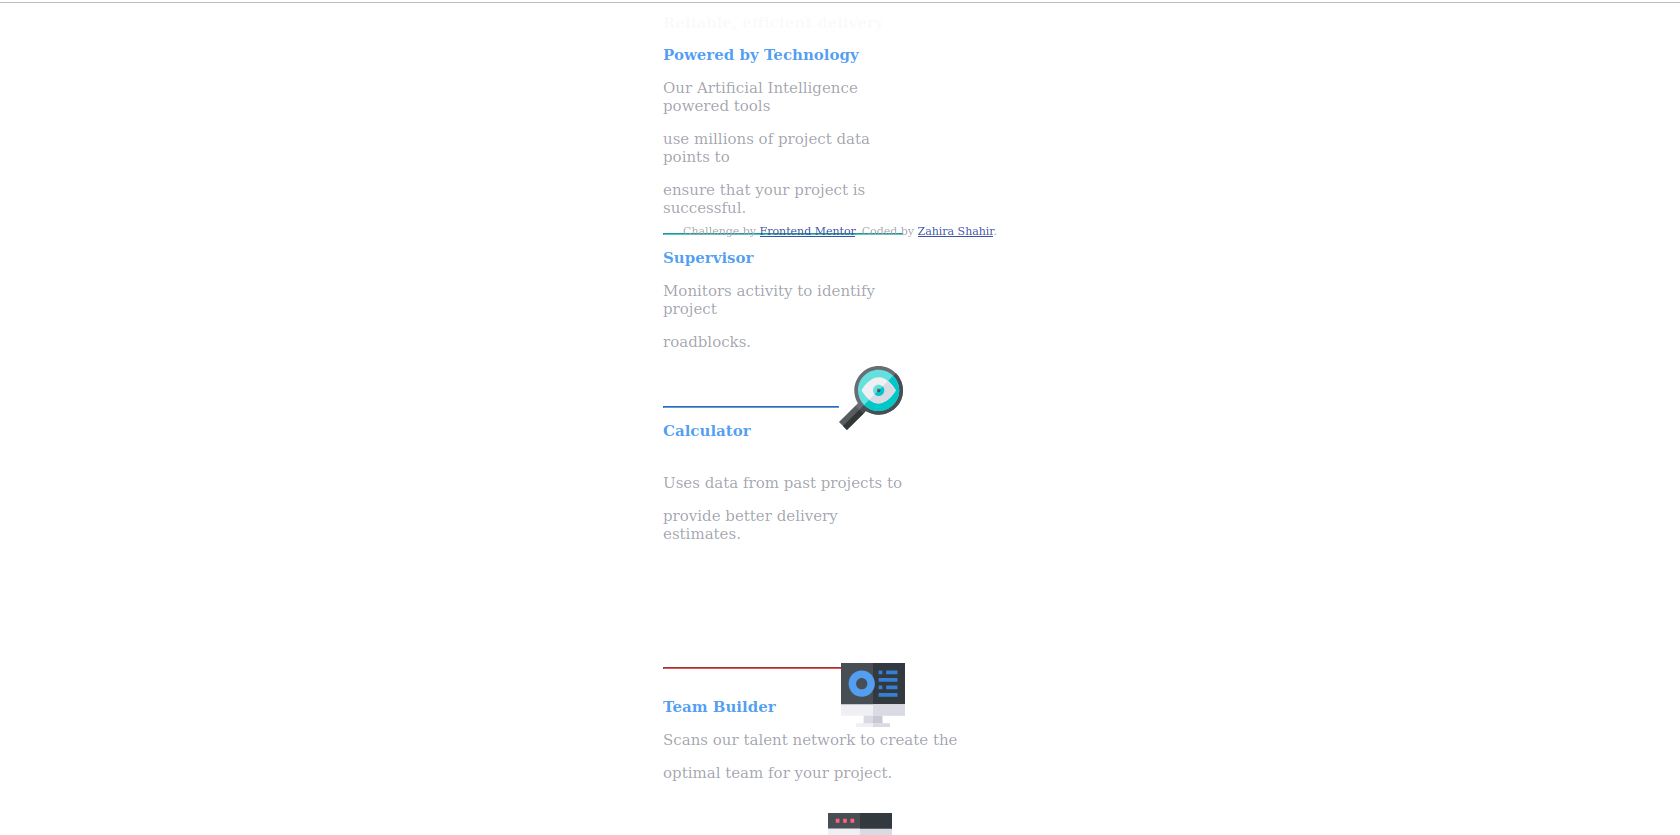 Reliable, efficient delivery
Powered by Technology
Our Artificial Intelligence
powered tools
use millions of project data
points to
ensure that your project is
successful.
Challenge by Frontend Mentor. Coded by Zahira Shahir.
Supervisor
Monitors activity to identify
project
roadblocks.
Calculator
Uses data from past projects to
provide better delivery
estimates.
Team Builder
Scans our talent network to create the
optimal team for your project.